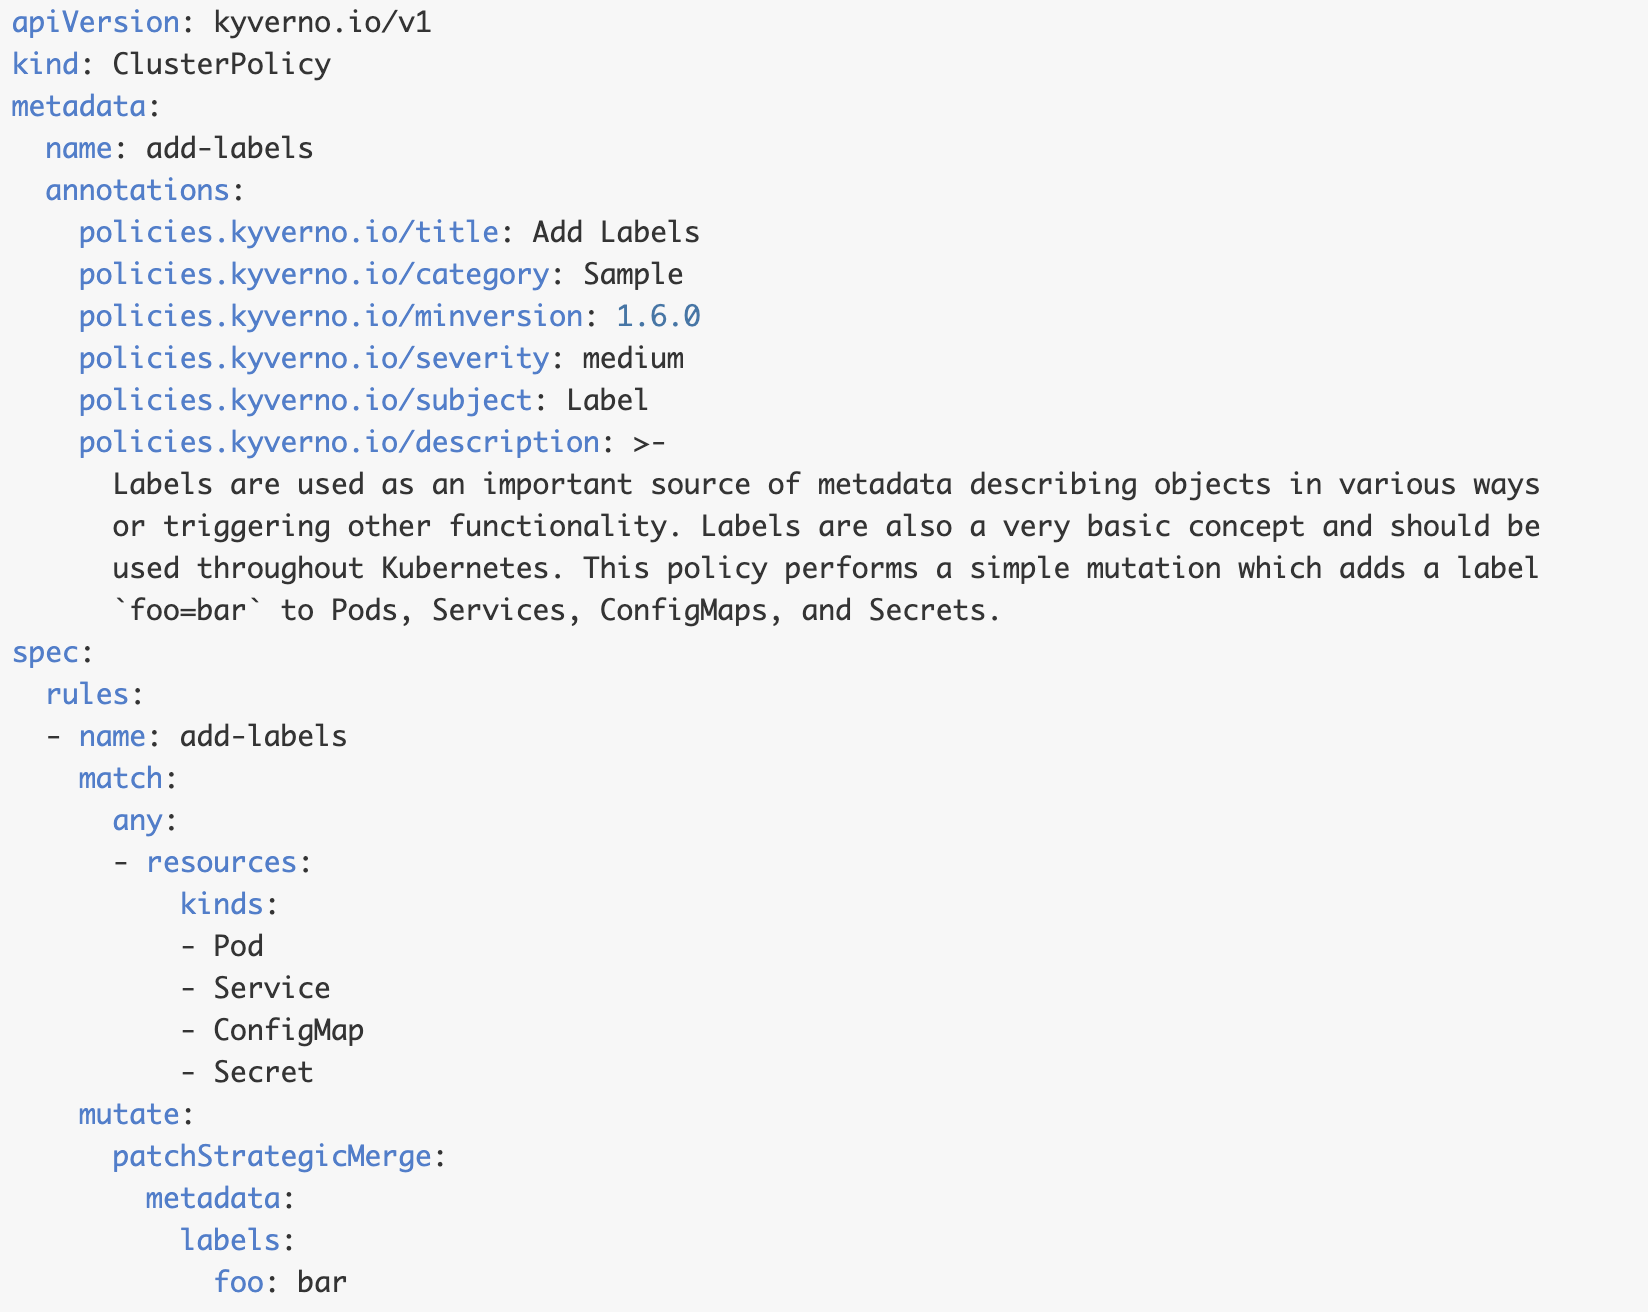 apiVersion: kyverno.io/v1
kind: ClusterPolicy
metadata:
  name: add-labels
  annotations:
    policies.kyverno.io/title: Add Labels
    policies.kyverno.io/category: Sample
    policies.kyverno.io/minversion: 1.6.0
    policies.kyverno.io/severity: medium
    policies.kyverno.io/subject: Label
    policies.kyverno.io/description: >-
      Labels are used as an important source of metadata describing objects in various ways
      or triggering other functionality. Labels are also a very basic concept and should be
      used throughout Kubernetes. This policy performs a simple mutation which adds a label
      `foo=bar` to Pods, Services, ConfigMaps, and Secrets.
spec:
  rules:
  - name: add-labels
    match:
      any:
      - resources:
          kinds:
          - Pod
          - Service
          - ConfigMap
          - Secret
    mutate:
      patchStrategicMerge:
        metadata:
          labels:
            foo: bar